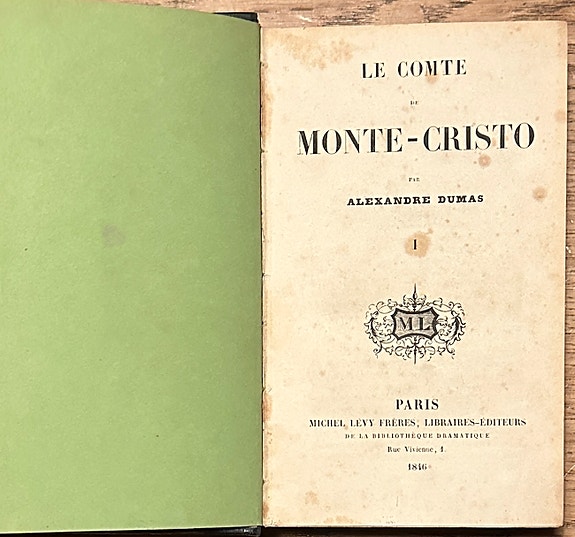 LE COMTE
DE
MONTE-CRISTO
PAR
ALEXANDRE DUMAS
I
M L
PARIS
MICHEL LÉVY FRÈRES, LIBRAIRES-ÉDITEURS
DE LA BIBLIOTHÈQUE DRAMATIQUE
Rue Vivienne, 1.
1846